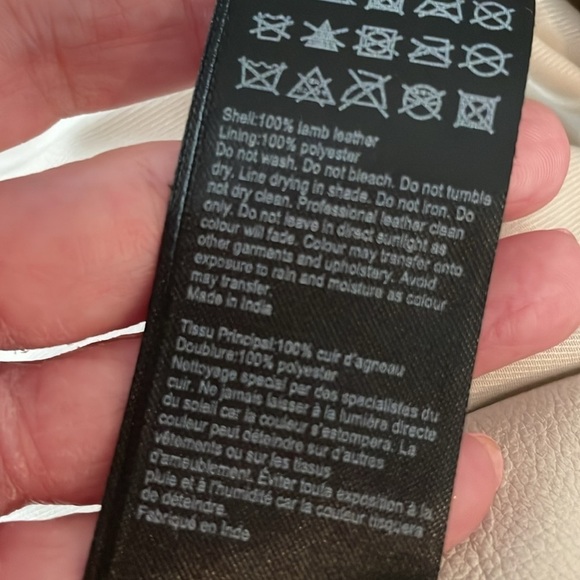 Shell:100% lamb leather
Lining:100% polyester
Do not wash. Do not bleach. Do not tumble
dry. Line drying in shade. Do not iron. Do
not dry clean. Professional leather clean
only. Do not leave in direct sunlight as
colour will fade. Colour may transfer onto
other garments and upholstery. Avoid
exposure to rain and moisture as colour
may transfer.
Made in India
Tissu Principal:100% cuir d'agneau
Doublure:100% polyester
Nettoyage special par des specialistes du
cuir. Ne jamais laisser à la lumière directe
du soleil car la couleur s'estompera. La
couleur peut déteindre sur d'autres
vêtements ou sur les tissus
d'ameublement. Éviter toute exposition à la
pluie et à l'humidité car la couleur risquera
de déteindre.
Fabriqué en Inde